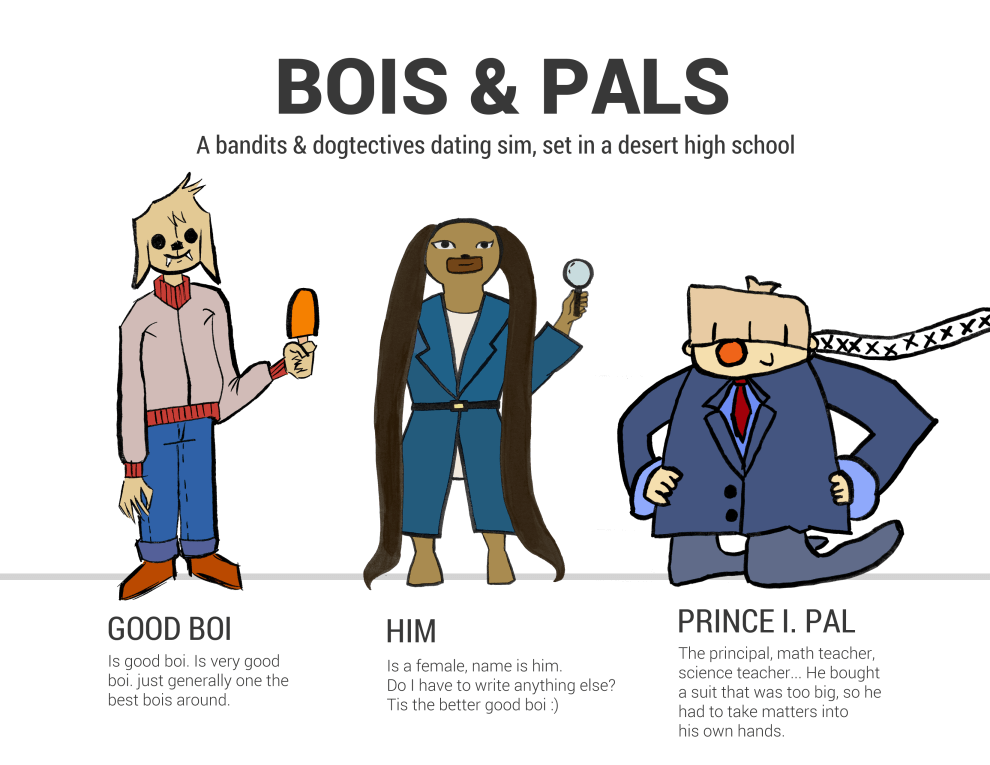 BOIS & PALS
A bandits & dogtectives dating sim, set in a desert high school
GOOD BOI
Is good boi. Is very good
boi. just generally one the
best bois around.
HIM
Is a female, name is him.
Do I have to write anything else?
Tis the better good boi :)
PRINCE I. PAL
The principal, math teacher,
science teacher... He bought
a suit that was too big, so he
had to take matters into
his own hands.